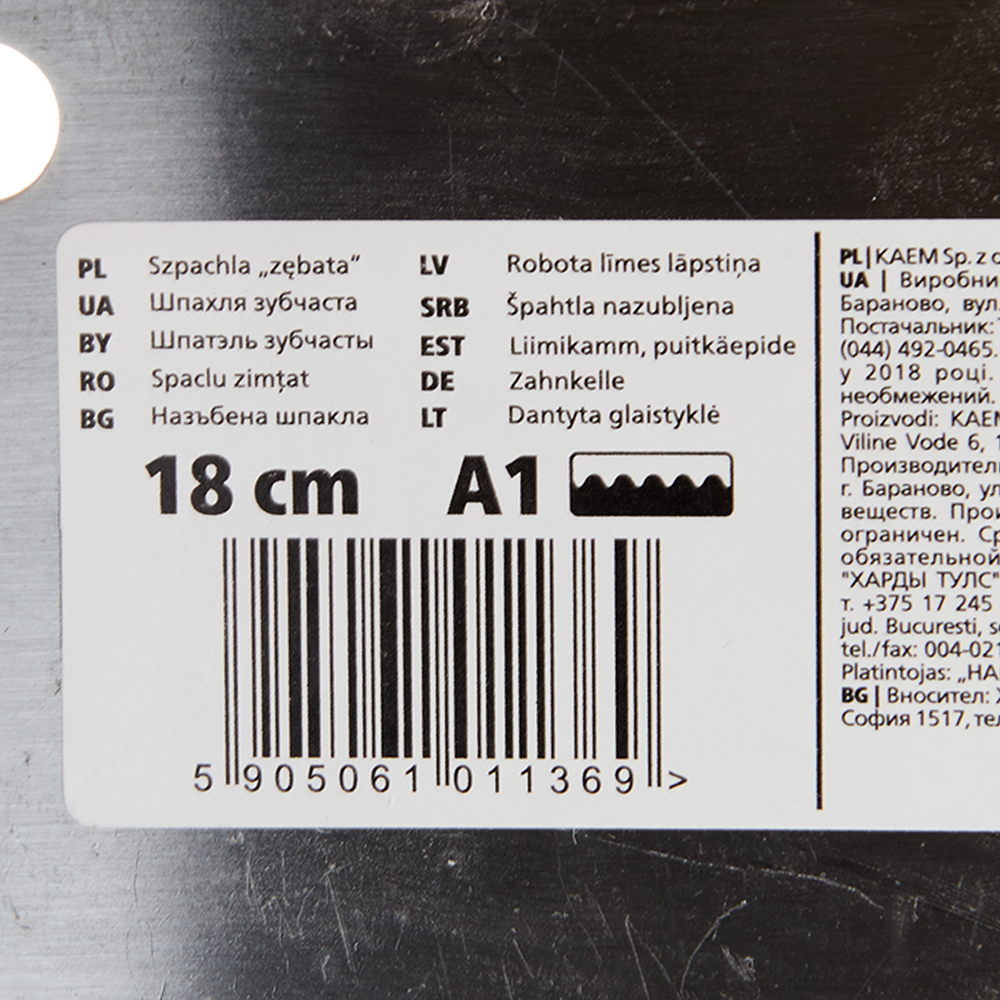 PL Szpachla „zębata“
UA Шпахля зубчаста
BY Шпатэль зубчасты
RO Spaclu zimțat
BG Назъбена шпакла
LV Robota līmes lāpstiņa
SRB Špahtla nazubljena
EST Liimikamm, puitkäepide
DE Zahnkelle
LT Dantyta glaistyklė
18 cm A1
5 905061 011369 >
PL | KAEM Sp. z
UA | Виробни
Бараново, вул.
Постачальник:
(044) 492-0465.
у 2018 році.
необмежений.
Proizvodi: KAEM
Viline Vode 6,
Производитель
г. Бараново, ул
веществ. Прои
ограничен. Ср
обязательной
"ХАРДЫ ТУЛС"
т. +375 17 245
jud. Bucuresti, s
tel./fax: 004-021
Platintojas: „HA
BG | Вносител:
София 1517, тел